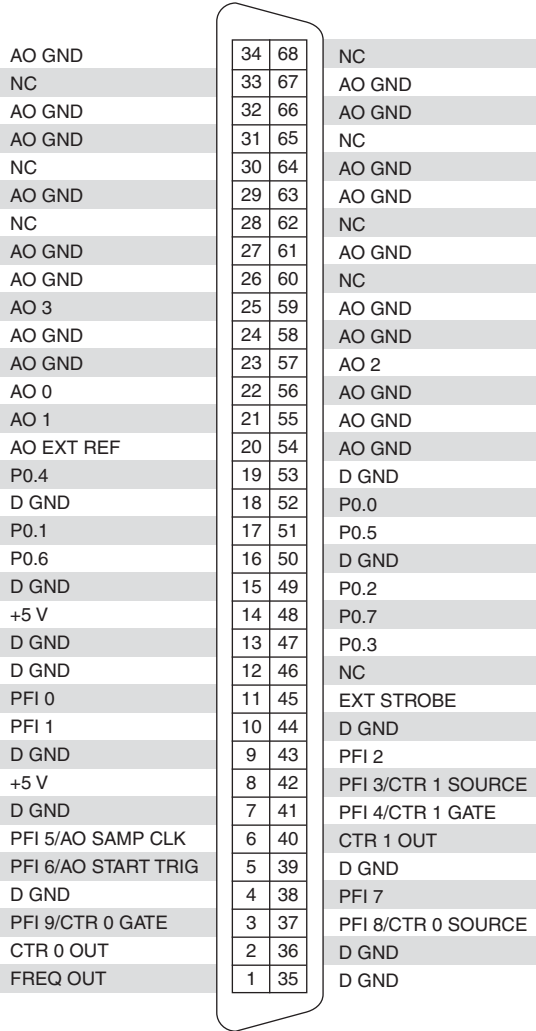 AO GND 34 68 NC
NC 33 67 AO GND
AO GND 32 66 AO GND
AO GND 31 65 NC
NC 30 64 AO GND
AO GND 29 63 AO GND
NC 28 62 NC
AO GND 27 61 AO GND
AO GND 26 60 NC
AO 3 25 59 AO GND
AO GND 24 58 AO GND
AO GND 23 57 AO 2
AO 0 22 56 AO GND
AO 1 21 55 AO GND
AO EXT REF 20 54 AO GND
P0.4 19 53 D GND
D GND 18 52 P0.0
P0.1 17 51 P0.5
P0.6 16 50 D GND
D GND 15 49 P0.2
+5 V 14 48 P0.7
D GND 13 47 P0.3
D GND 12 46 NC
PFI 0 11 45 EXT STROBE
PFI 1 10 44 D GND
D GND 9 43 PFI 2
+5 V 8 42 PFI 3/CTR 1 SOURCE
D GND 7 41 PFI 4/CTR 1 GATE
PFI 5/AO SAMP CLK 6 40 CTR 1 OUT
PFI 6/AO START TRIG 5 39 D GND
D GND 4 38 PFI 7
PFI 9/CTR 0 GATE 3 37 PFI 8/CTR 0 SOURCE
CTR 0 OUT 2 36 D GND
FREQ OUT 1 35 D GND